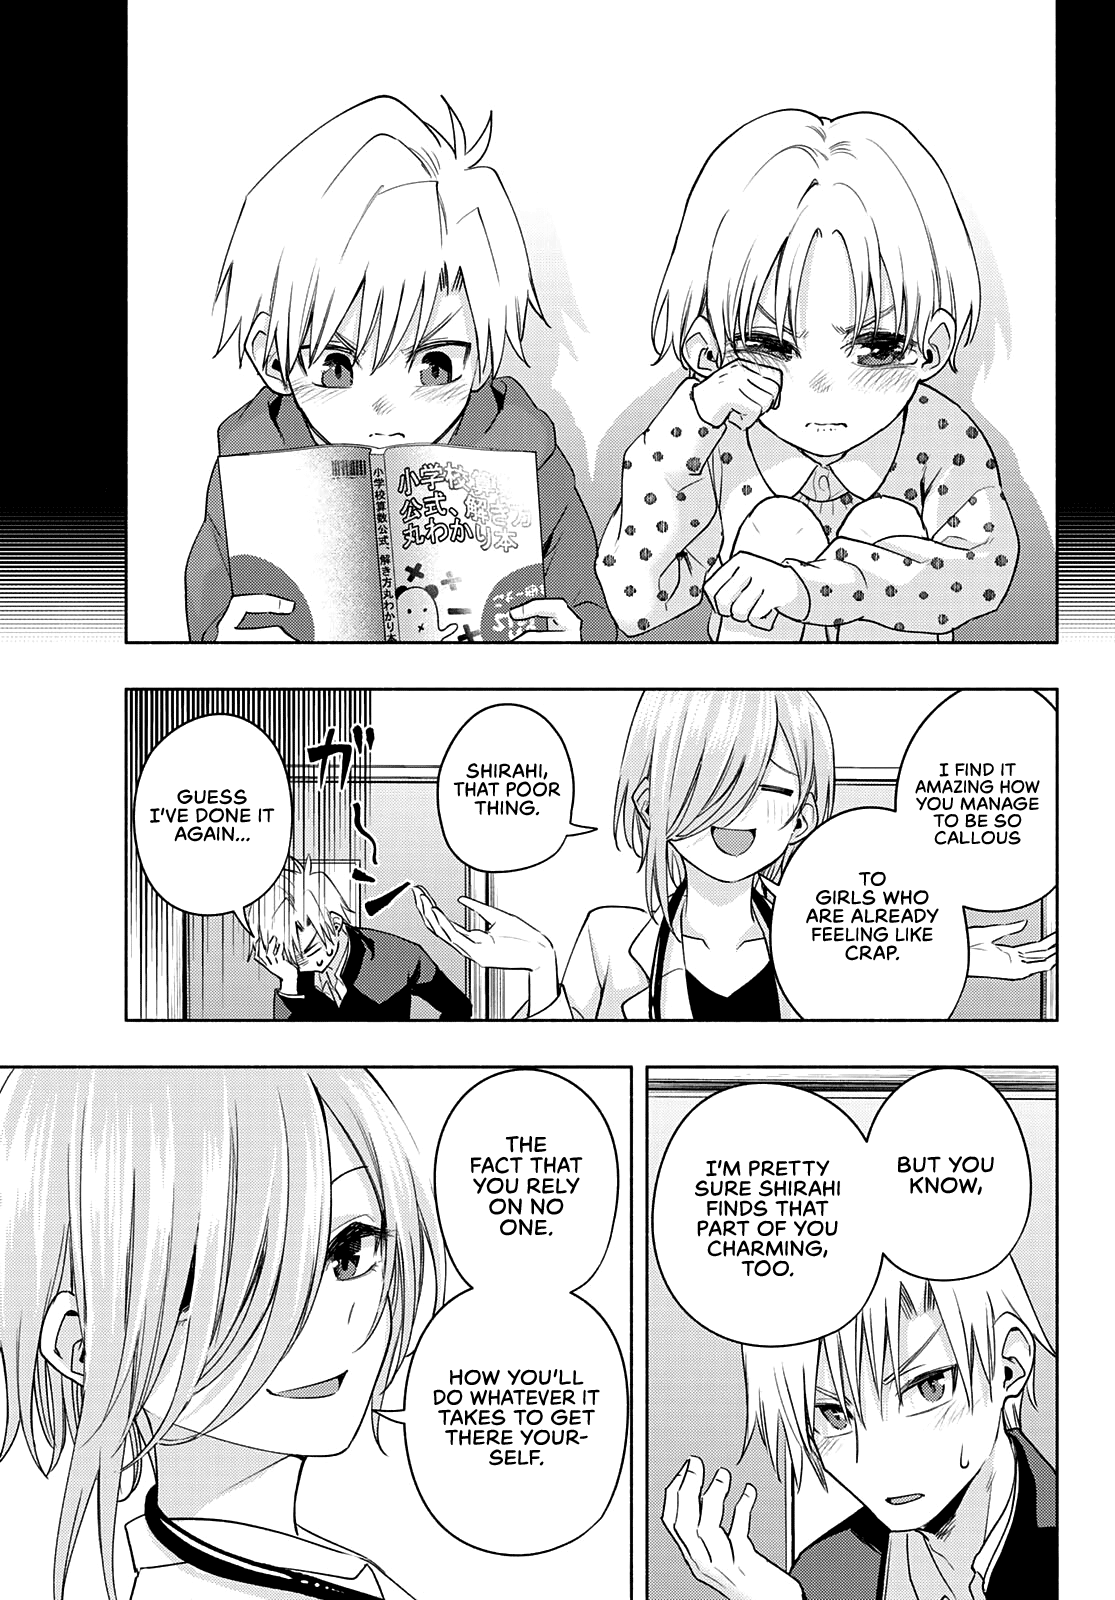 小学校算数
公式、解き方
丸わかり本
小学校算数公式、解き方丸わかり本
I FIND IT
AMAZING HOW
YOU MANAGE
TO BE SO
CALLOUS
TO
GIRLS WHO
ARE ALREADY
FEELING LIKE
CRAP.
SHIRAHI,
THAT POOR
THING.
ガーーン
GUESS
I'VE DONE IT
AGAIN...
BUT YOU
KNOW,
I'M PRETTY
SURE SHIRAHI
FINDS THAT
PART OF YOU
CHARMING,
TOO.
THE
FACT THAT
YOU RELY
ON NO
ONE.
HOW YOU'LL
DO WHATEVER IT
TAKES TO GET
THERE YOUR-
SELF.